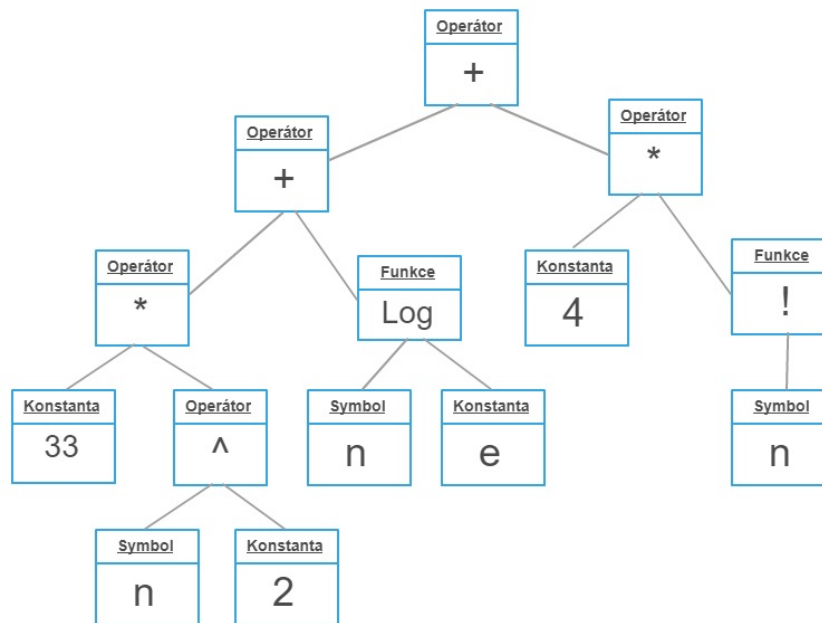 Operátor
+
Operátor
+
Operátor
*
Operátor
*
Funkce
Log
Konstanta
4
Funkce
!
Konstanta
33
Operátor
^
Symbol
n
Konstanta
e
Symbol
n
Symbol
n
Konstanta
2